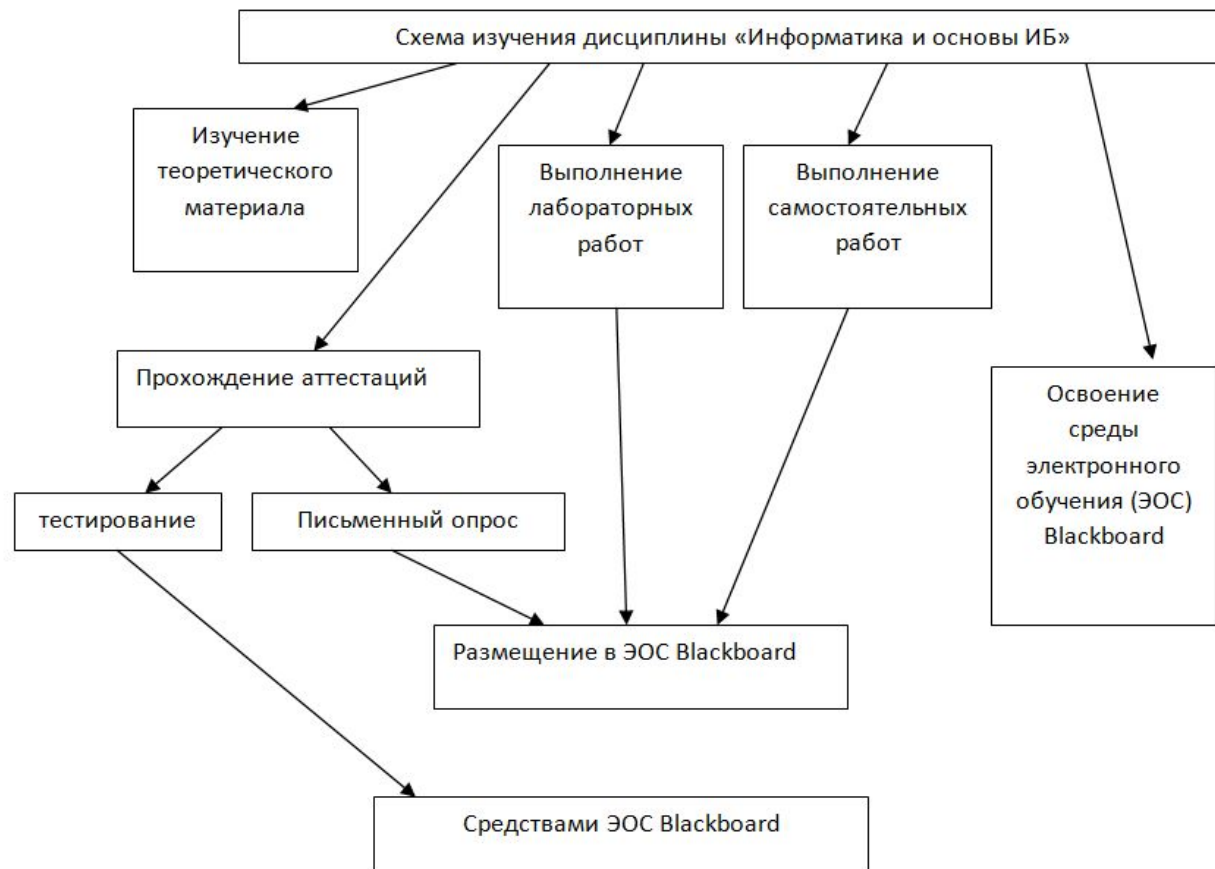 Схема изучения дисциплины «Информатика и основы ИБ»
Изучение
теоретического
материала
Выполнение
лабораторных
работ
Выполнение
самостоятельных
работ
Прохождение аттестаций
Освоение
среды
электронного
обучения (ЭОС)
Blackboard
тестирование
Письменный опрос
Размещение в ЭОС Blackboard
Средствами ЭОС Blackboard